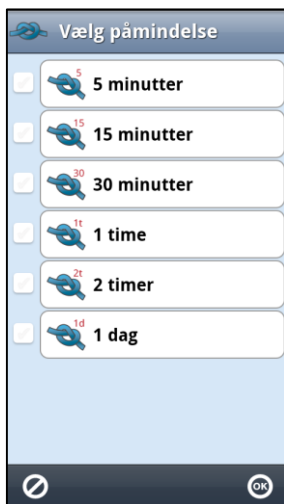 Vælg påmindelse
5
5 minutter
15
15 minutter
30
30 minutter
1t
1 time
2t
2 timer
1d
1 dag
OK